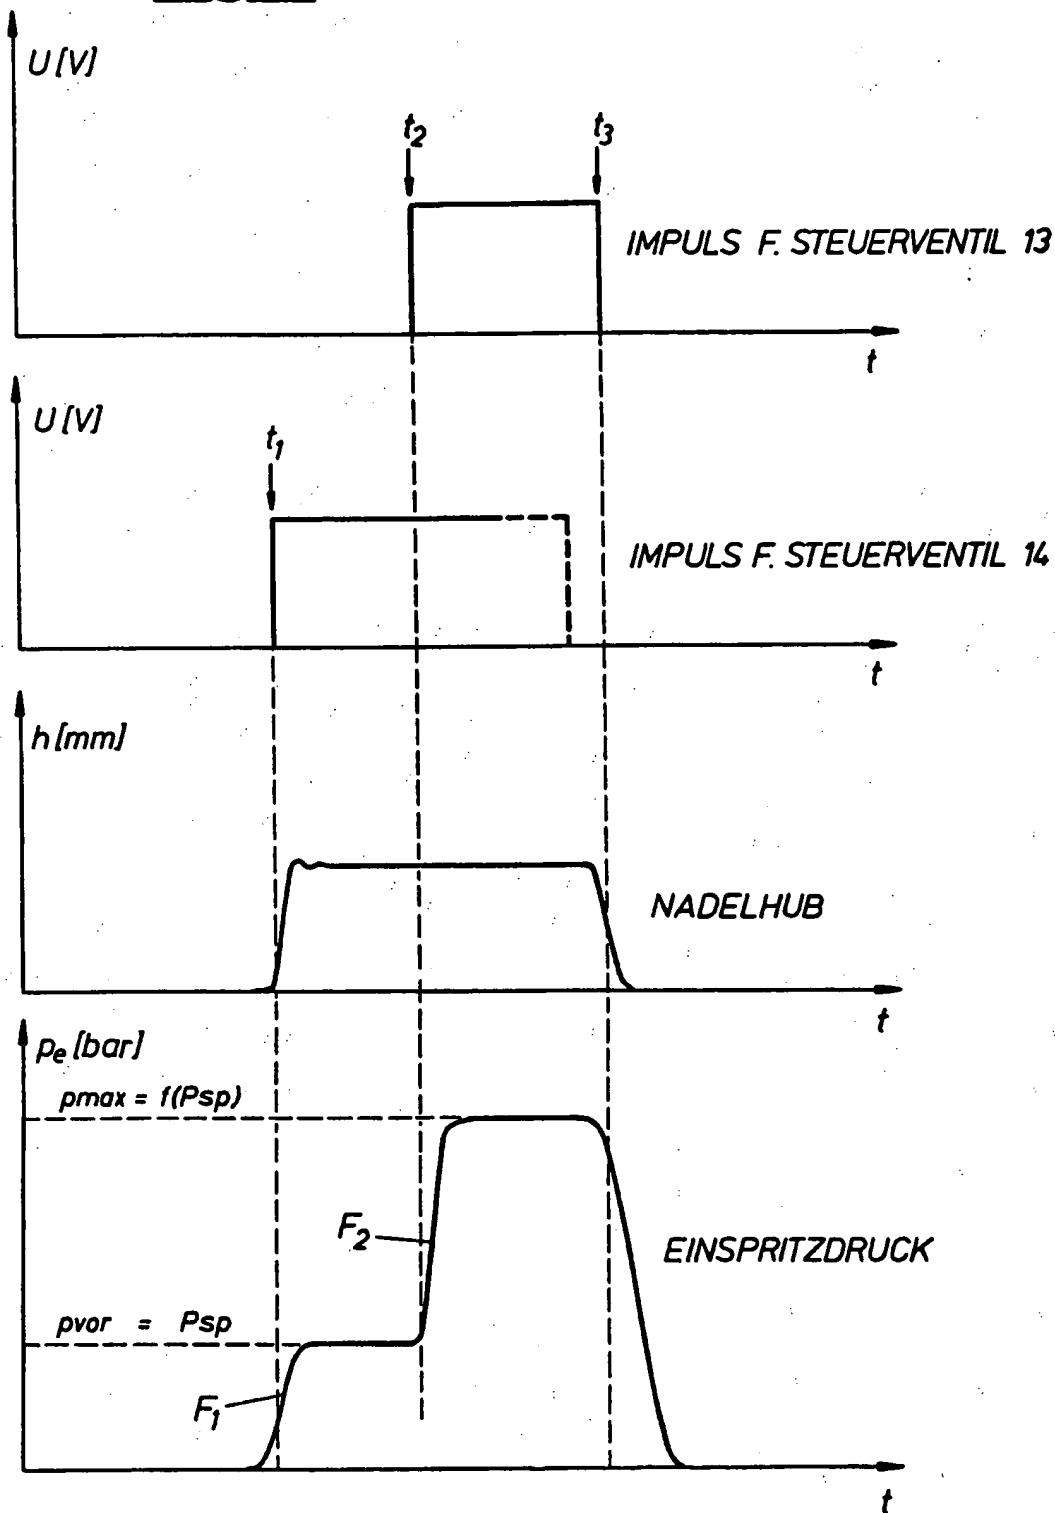 U [V]
t2
t3
IMPULS F. STEUERVENTIL 13
t
U [V]
t1
IMPULS F. STEUERVENTIL 14
t
h [mm]
NADELHUB
t
pe [bar]
pmax = f(Psp)
F2
EINSPRITZDRUCK
pvor = Psp
F1
t